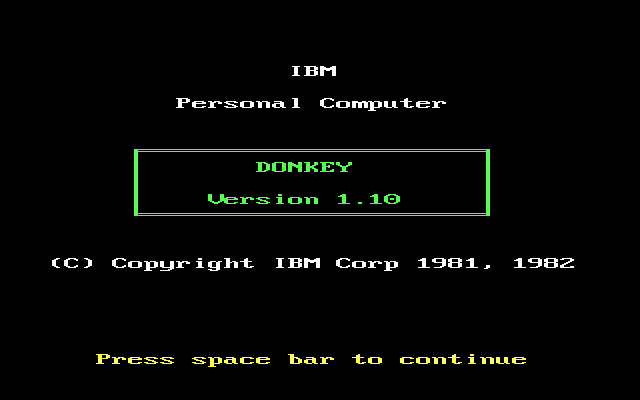 IBM
Personal Computer
DONKEY
Version 1.10
(C) Copyright IBM Corp 1981, 1982
Press space bar to continue